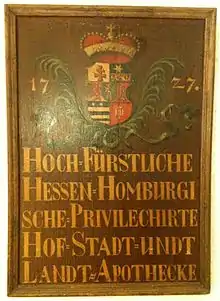 17 27.
HOCH=FÜRSTLICHE
HESSEN=HOMBURGI
SCHE=PRIVILECHIRTE
HOF=STADT=UNDT
LANDT=APOTHECKE